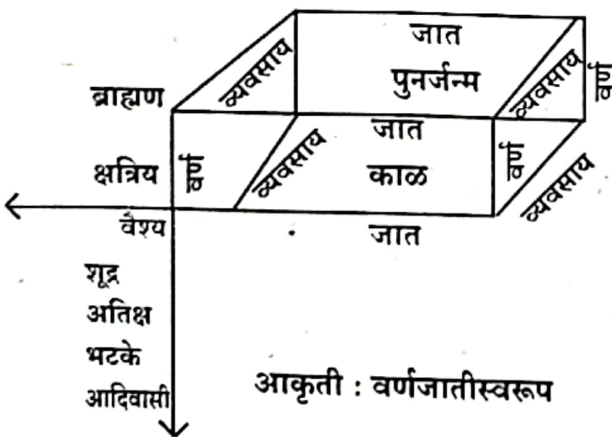 जात
व्यवसाय
पुनर्जन्म
व्यवसाय
वर्ण
ब्राह्मण
जात
क्षत्रिय
वर्ण
व्यवसाय
काळ
वर्ण
व्यवसाय
वैश्य
जात
शूद्र
अतिक्ष
भटके
आदिवासी
आकृती : वर्णजातीस्वरूप